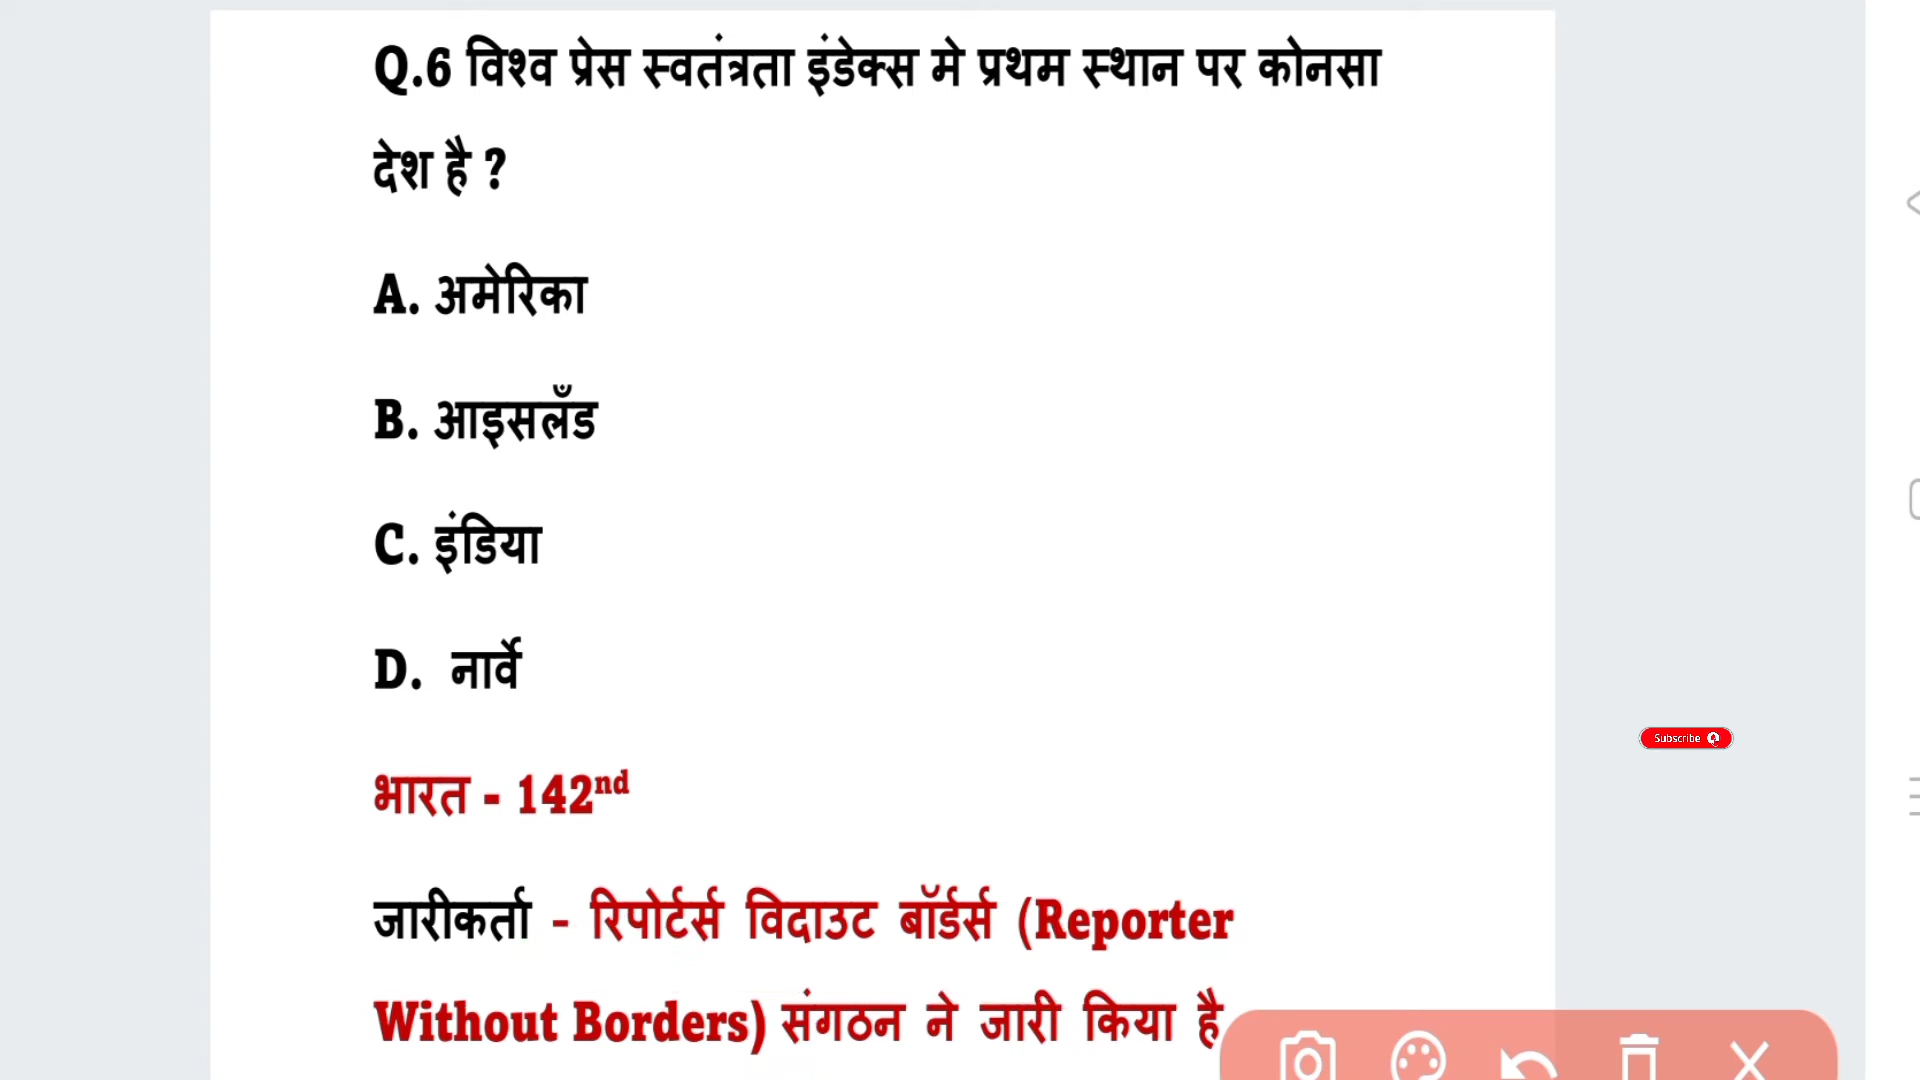 Q.6 विश्व प्रेस स्वतंत्रता इंडेक्स मे प्रथम स्थान पर कोनसा
देश है ?
A. अमेरिका
B. आइसलँड
C. इंडिया
D. नार्वे
Subscribe
भारत - 142nd
जारीकर्ता - रिपोर्टर्स विदाउट बॉर्डर्स (Reporter
Without Borders) संगठन ने जारी किया है